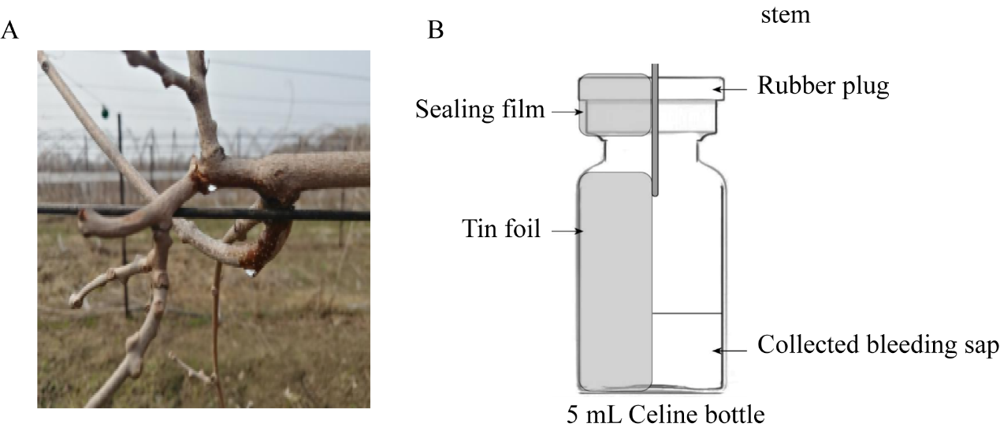 A
B
stem
Rubber plug
Sealing film
Tin foil
Collected bleeding sap
5 mL Celine bottle